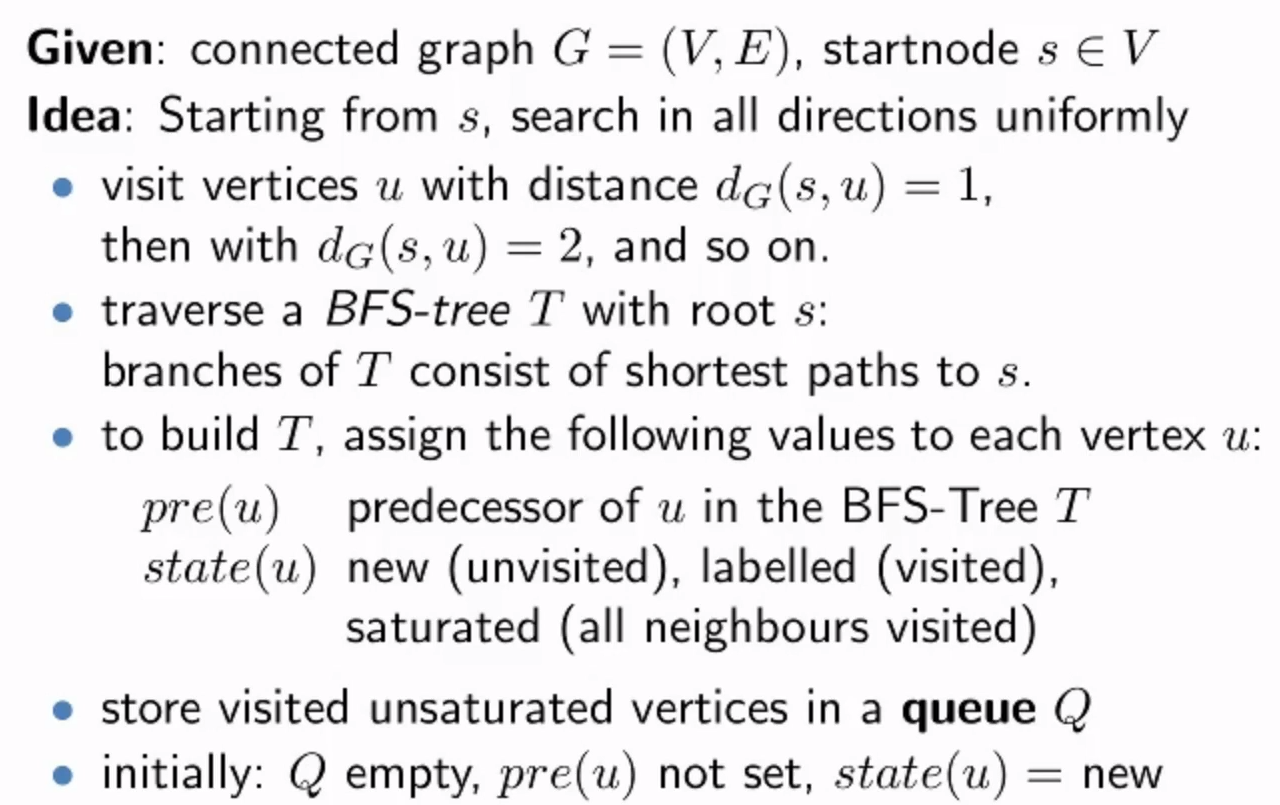 Given: connected graph G = (V, E), startnode s ∈ V
Idea: Starting from s, search in all directions uniformly
• visit vertices u with distance d_G(s, u) = 1,
then with d_G(s, u) = 2, and so on.
• traverse a BFS-tree T with root s:
branches of T consist of shortest paths to s.
• to build T, assign the following values to each vertex u:
pre(u) predecessor of u in the BFS-Tree T
state(u) new (unvisited), labelled (visited),
saturated (all neighbours visited)
• store visited unsaturated vertices in a queue Q
• initially: Q empty, pre(u) not set, state(u) = new